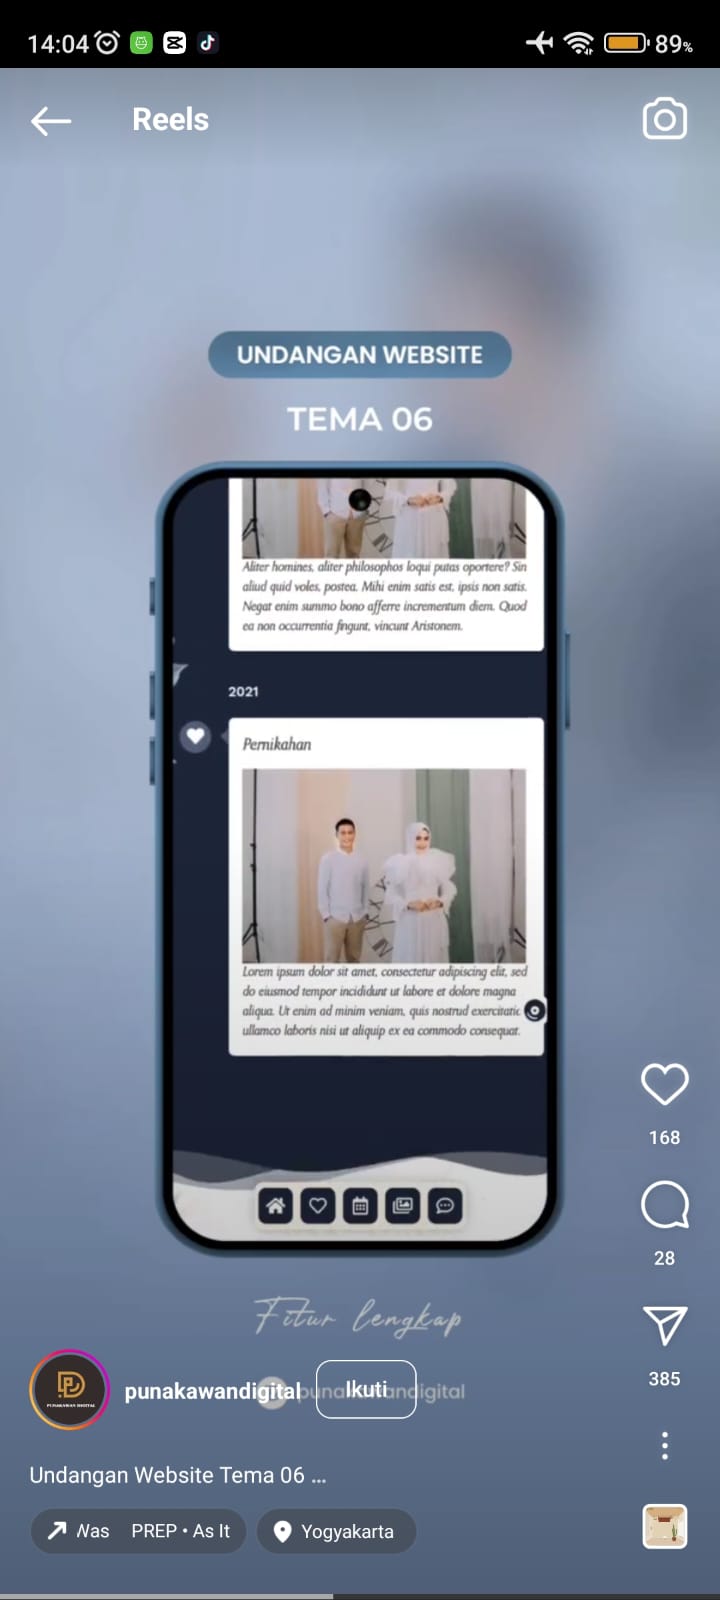 14:04
89%
Reels
UNDANGAN WEBSITE
TEMA 06
Aliter homines, aliter philosophos loqui putas oportere? Sin
aliud quid voles, postea. Mihi enim satis est, ipsis non satis.
Negat enim summo bono afferre incrementum diem. Quod
ea non occurrentia fingunt, vincunt Aristonem.
2021
Pernikahan
Lorem ipsum dolor sit amet, consectetur adipiscing elit, sed
do eiusmod tempor incididunt ut labore et dolore magna
aliqua. Ut enim ad minim veniam, quis nostrud exercitatic
ullamco laboris nisi ut aliquip ex ea commodo consequat.
168
28
Fitur lengkap
385
PUNAKAWAN DIGITAL
punakawandigital
Ikuti
punakawandigital
Undangan Website Tema 06 ...
Was PREP • As It
Yogyakarta